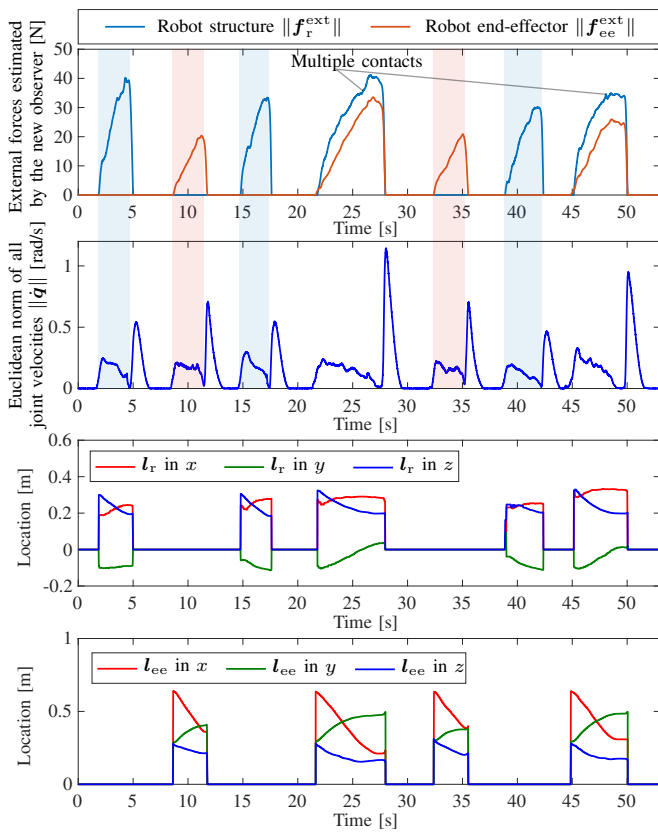 Robot structure ‖f_r^ext‖ Robot end-effector ‖f_ee^ext‖
External forces estimated
by the new observer [N]
50
40
30
20
10
0
Multiple contacts
0 5 10 15 20 25 30 35 40 45 50
Time [s]
Euclidean norm of all
joint velocities ‖q̇‖ [rad/s]
1
0.5
0
0 5 10 15 20 25 30 35 40 45 50
Time [s]
Location [m]
0.6
0.4
0.2
0
-0.2
l_r in x l_r in y l_r in z
0 5 10 15 20 25 30 35 40 45 50
Time [s]
Location [m]
1
0.5
0
l_ee in x l_ee in y l_ee in z
0 5 10 15 20 25 30 35 40 45 50
Time [s]